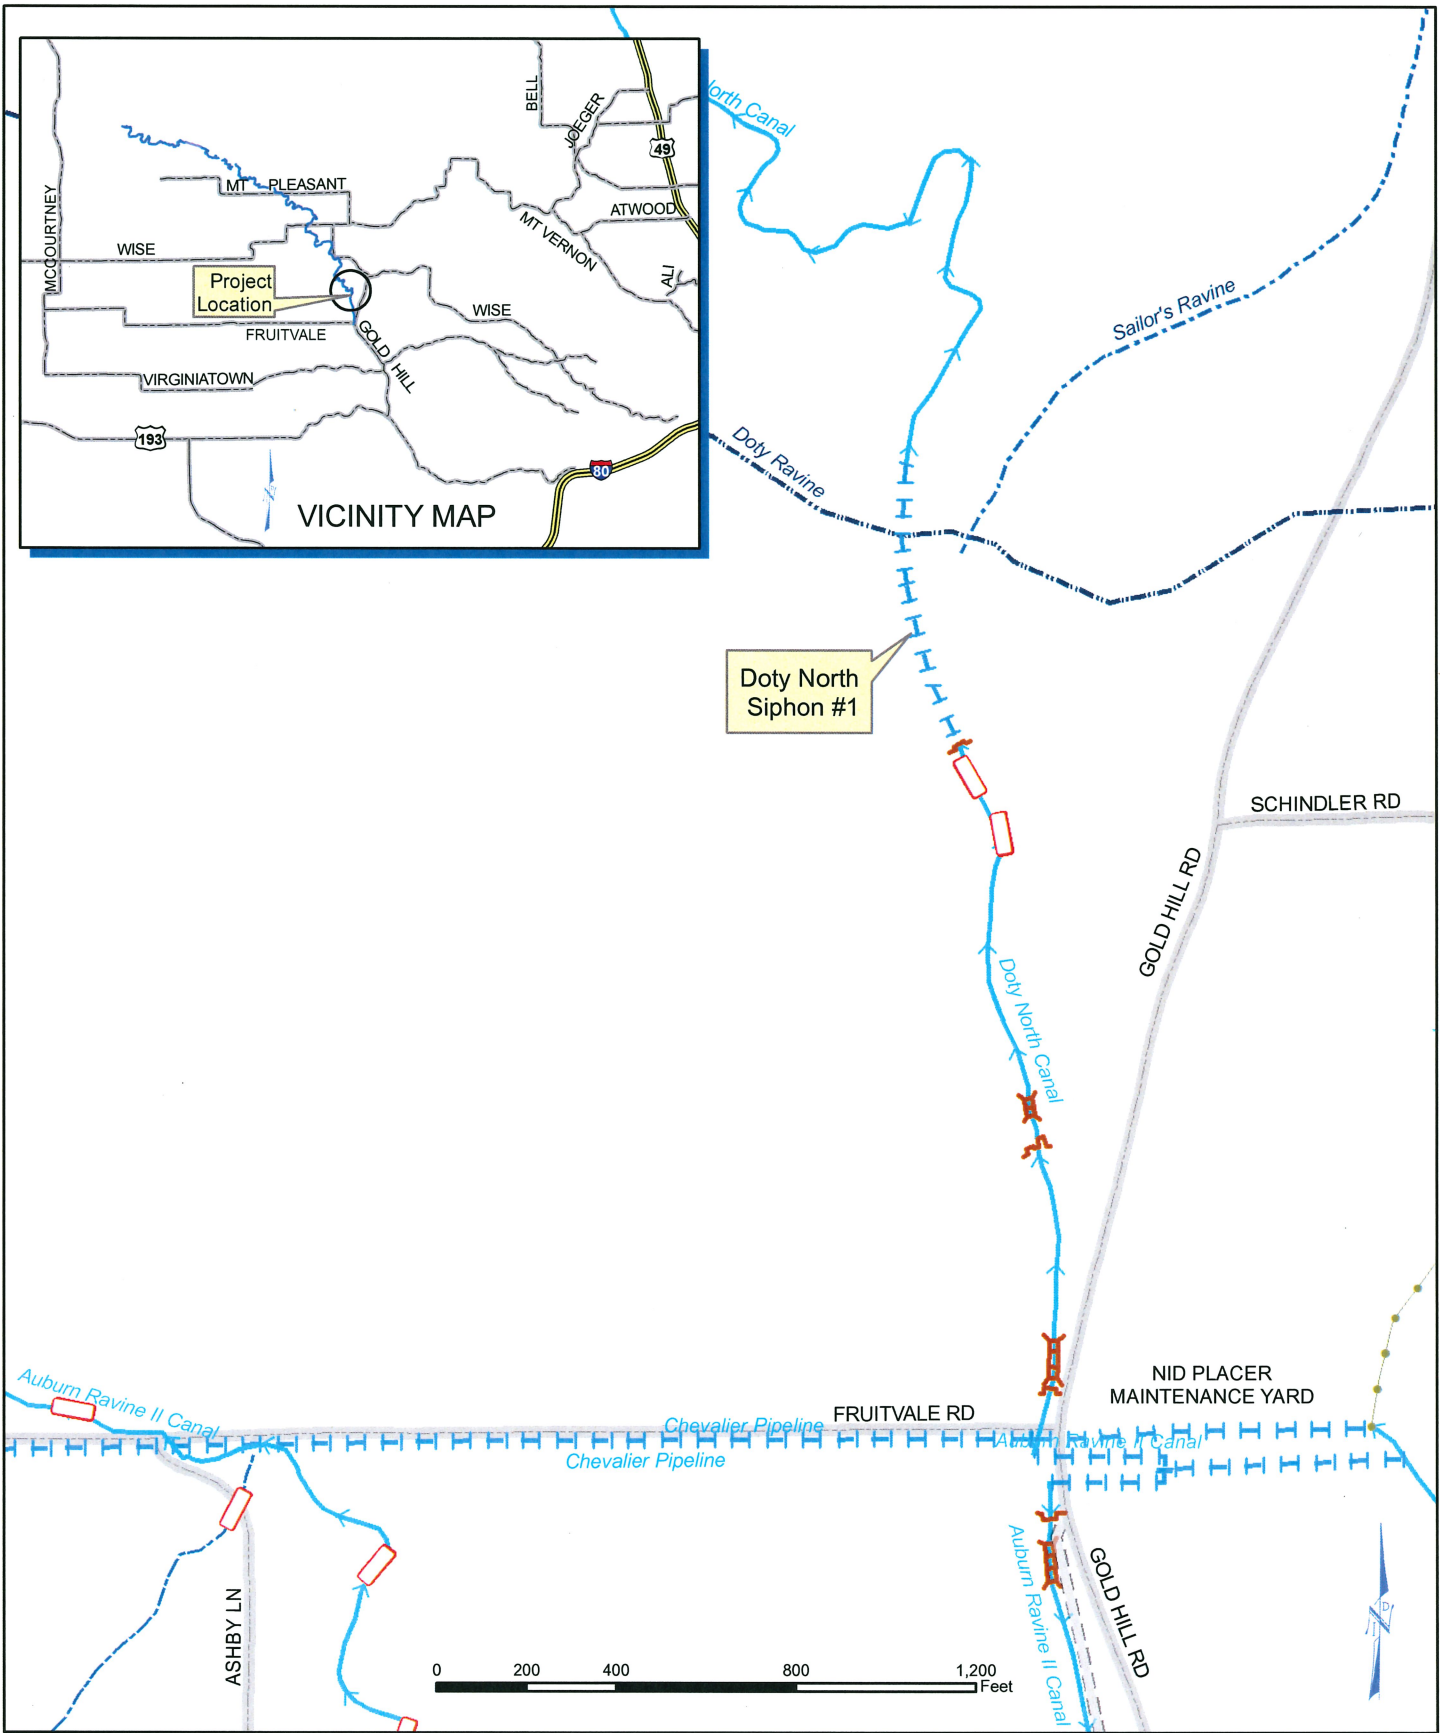 BELL
JOEGER
49
MT PLEASANT
ATWOOD
MCCOURTNEY
MT VERNON
WISE
ALI
Project
Location
WISE
FRUITVALE
GOLD HILL
VIRGINIATOWN
193
80
VICINITY MAP
orth Canal
Sailor's Ravine
Doty Ravine
Doty North
Siphon #1
SCHINDLER RD
GOLD HILL RD
Doty North Canal
NID PLACER
MAINTENANCE YARD
Auburn Ravine II Canal
FRUITVALE RD
Chevalier Pipeline
Auburn Ravine II Canal
Chevalier Pipeline
Auburn Ravine II Canal
GOLD HILL RD
ASHBY LN
0 200 400 800 1,200
Feet